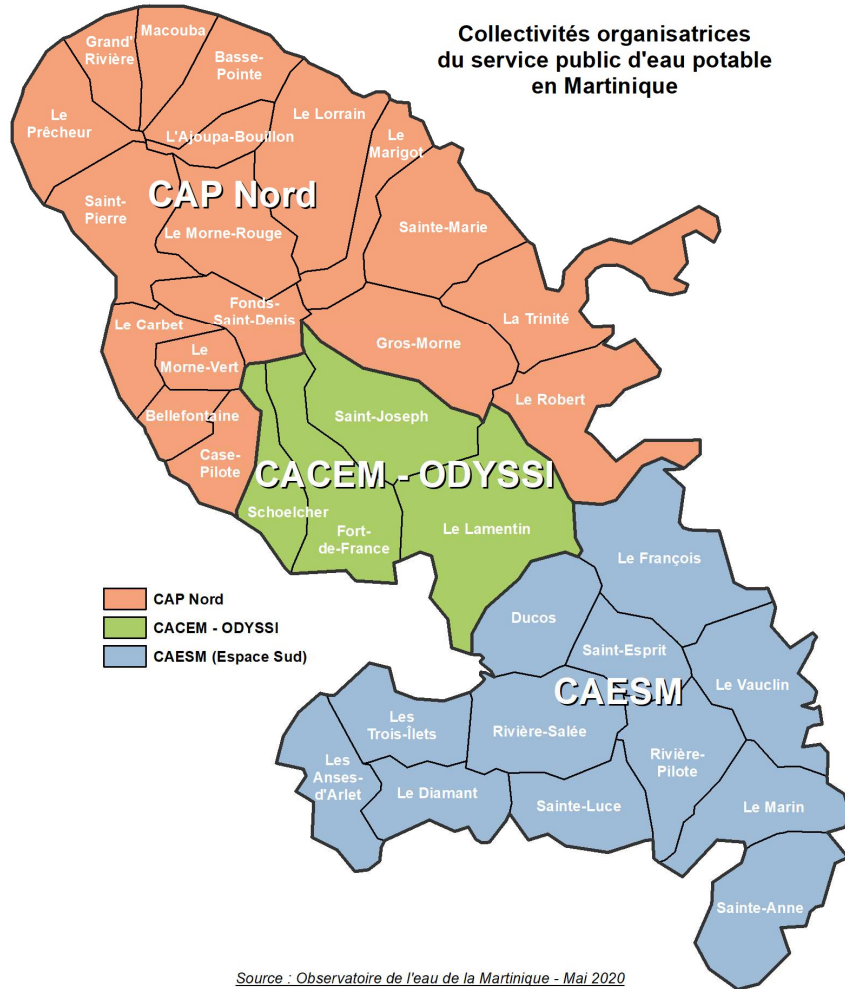 Collectivités organisatrices
du service public d'eau potable
en Martinique
Macouba
Grand'
Rivière
Basse-
Pointe
Le
Prêcheur
Le Lorrain
L'Ajoupa-Bouillon
Le
Marigot
CAP Nord
Saint-
Pierre
Le Morne-Rouge
Sainte-Marie
Fonds-
Saint-Denis
La Trinité
Le Carbet
Gros-Morne
Le
Morne-Vert
Le Robert
Bellefontaine
Saint-Joseph
Case-
Pilote
CACEM - ODYSSI
Schoelcher
Fort-
de-France
Le Lamentin
Le François
CAP Nord
CACEM - ODYSSI
CAESM (Espace Sud)
Ducos
Saint-Esprit
CAESM
Le Vauclin
Les
Trois-Îlets
Rivière-Salée
Rivière-
Pilote
Les
Anses-
d'Arlet
Le Diamant
Sainte-Luce
Le Marin
Sainte-Anne
Source : Observatoire de l'eau de la Martinique - Mai 2020